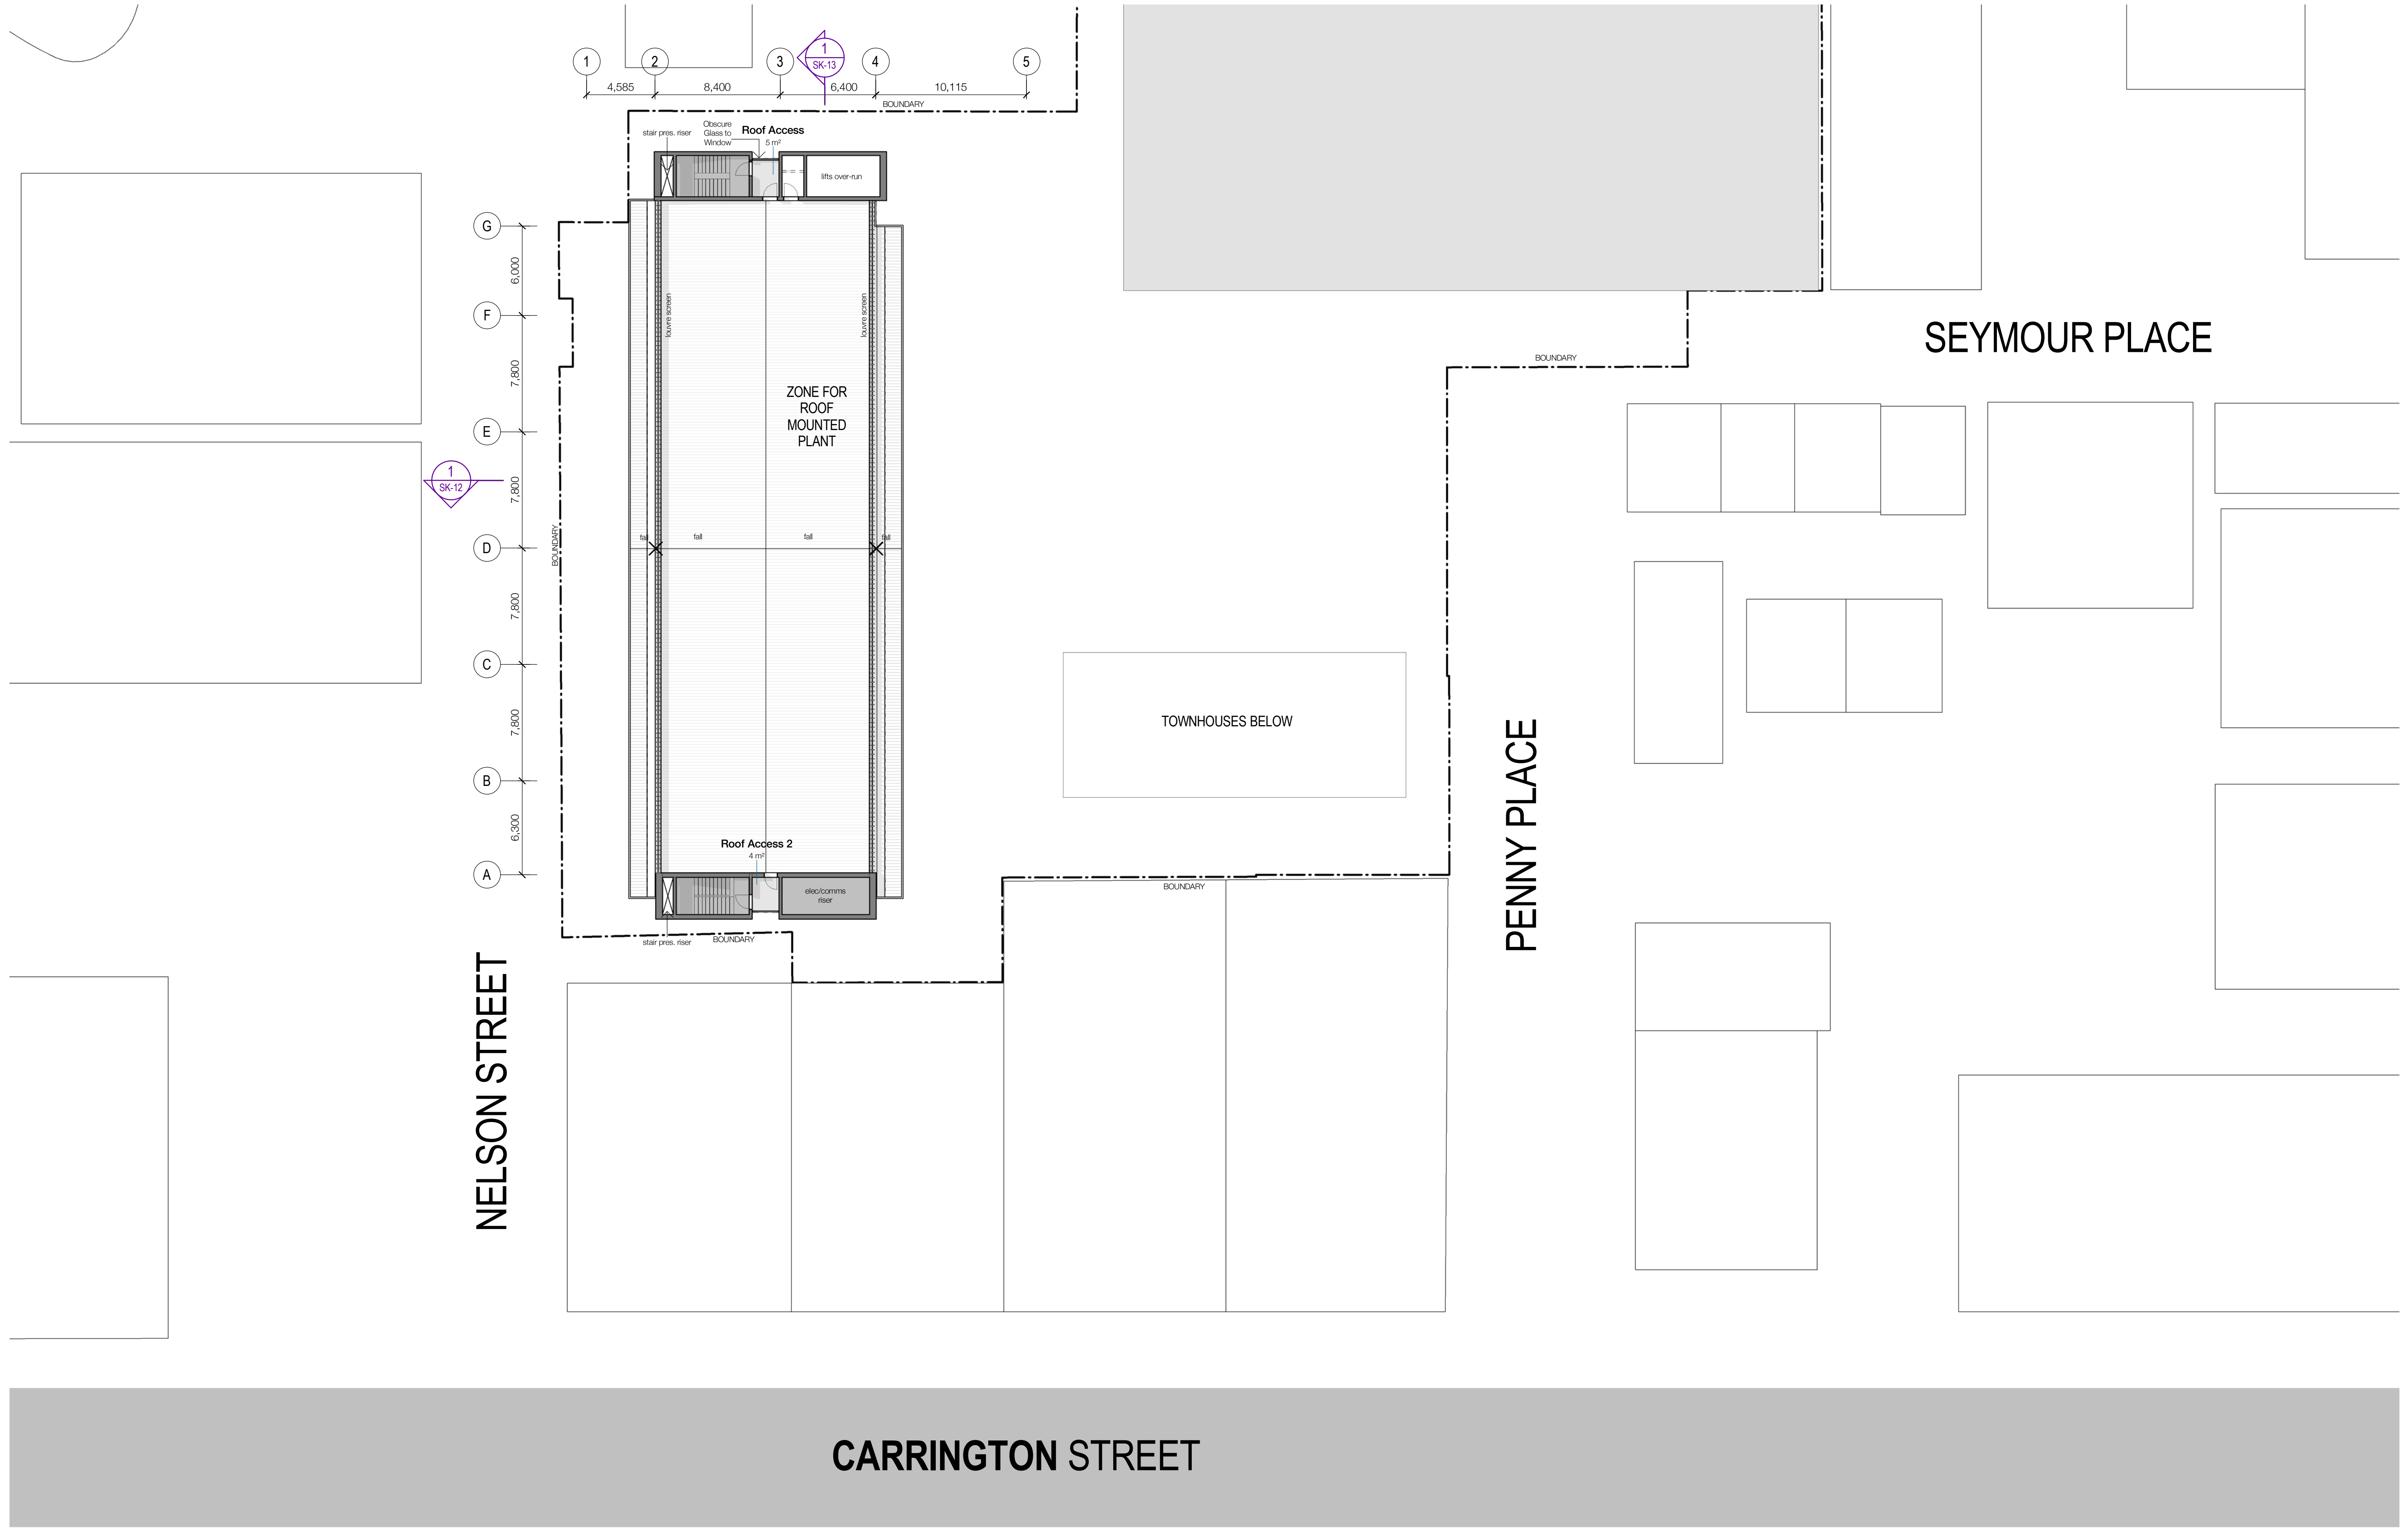 1
2
3
1
SK-13
4
5
4,585
8,400
6,400
10,115
BOUNDARY
stair pres. riser
Obscure
Glass to
Window
Roof Access
5 m²
lifts over-run
G
6,000
F
7,800
E
7,800
D
7,800
C
7,800
B
6,300
A
louvre screen
louvre screen
ZONE FOR
ROOF
MOUNTED
PLANT
1
SK-12
BOUNDARY
fall
fall
fall
fall
BOUNDARY
SEYMOUR PLACE
TOWNHOUSES BELOW
PENNY PLACE
Roof Access 2
4 m²
elec/comms
riser
stair pres. riser
BOUNDARY
BOUNDARY
NELSON STREET
CARRINGTON STREET